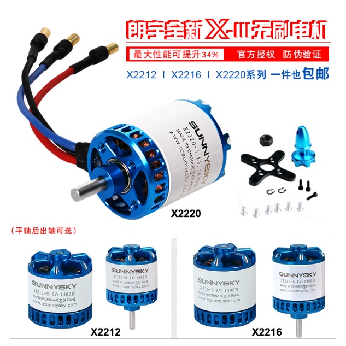 朗宇全新X-III无刷电机
最大性能可提升34% 官方授权 防伪验证
X2212 I X2216 I X2220系列 一件也包邮
SUNNYSKY
X2220
(平轴后出轴可选)
SUNNYSKY
X2212
SUNNYSKY
X2216